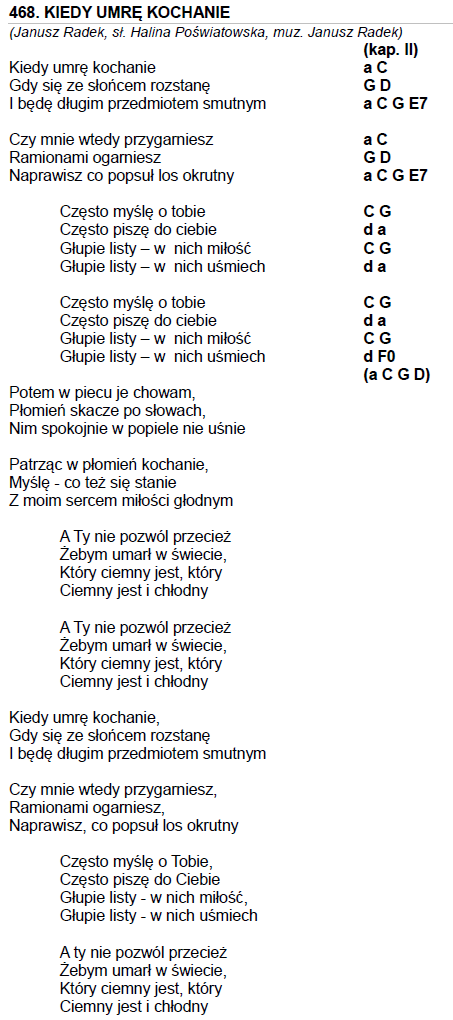 468. KIEDY UMRĘ KOCHANIE
(Janusz Radek, sł. Halina Poświatowska, muz. Janusz Radek)
(kap. II)
Kiedy umrę kochanie a C
Gdy się ze słońcem rozstanę G D
I będę długim przedmiotem smutnym a C G E7

Czy mnie wtedy przygarniesz a C
Ramionami ogarniesz G D
Naprawisz co popsuł los okrutny a C G E7

Często myślę do tobie C G
Często piszę do ciebie d a
Głupie listy – w nich miłość C G
Głupie listy – w nich uśmiech d a

Często myślę o tobie C G
Często piszę do ciebie d a
Głupie listy – w nich miłość C G
Głupie listy – w nich uśmiech d F0
(a C G D)
Potem w piecu je chowam,
Płomień skacze po słowach,
Nim spokojnie w popiele nie uśnie

Patrząc w płomień kochanie,
Myślę - co też się stanie
Z moim sercem miłości głodnym

A Ty nie pozwól przecież
Żebym umarł w świecie,
Który ciemny jest, który
Ciemny jest i chłodny

A Ty nie pozwól przecież
Żebym umarł w świecie,
Który ciemny jest, który
Ciemny jest i chłodny

Kiedy umrę kochanie,
Gdy się ze słońcem rozstanę
I będę długim przedmiotem smutnym

Czy mnie wtedy przygarniesz,
Ramionami ogarniesz,
Naprawisz, co popsuł los okrutny

Często myślę o Tobie,
Często piszę do Ciebie
Głupie listy - w nich miłość,
Głupie listy - w nich uśmiech

A ty nie pozwól przecież
Żebym umarł w świecie,
Który ciemny jest, który
Ciemny jest i chłodny